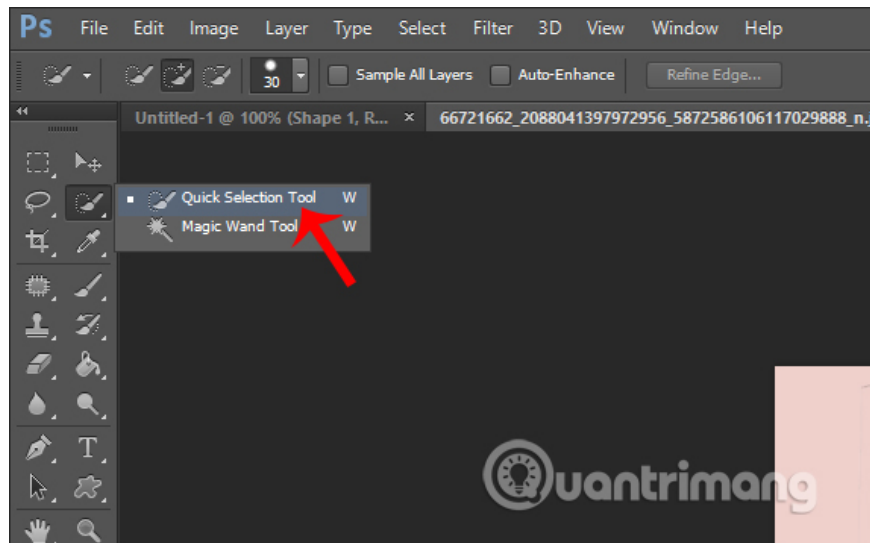 Ps File Edit Image Layer Type Select Filter 3D View Window Help
30 Sample All Layers Auto-Enhance Refine Edge...
Untitled-1 @ 100% (Shape 1, R... × 66721662_2088041397972956_5872586106117029888_n.j
Quick Selection Tool W
Magic Wand Tool W
T
Quantrimang